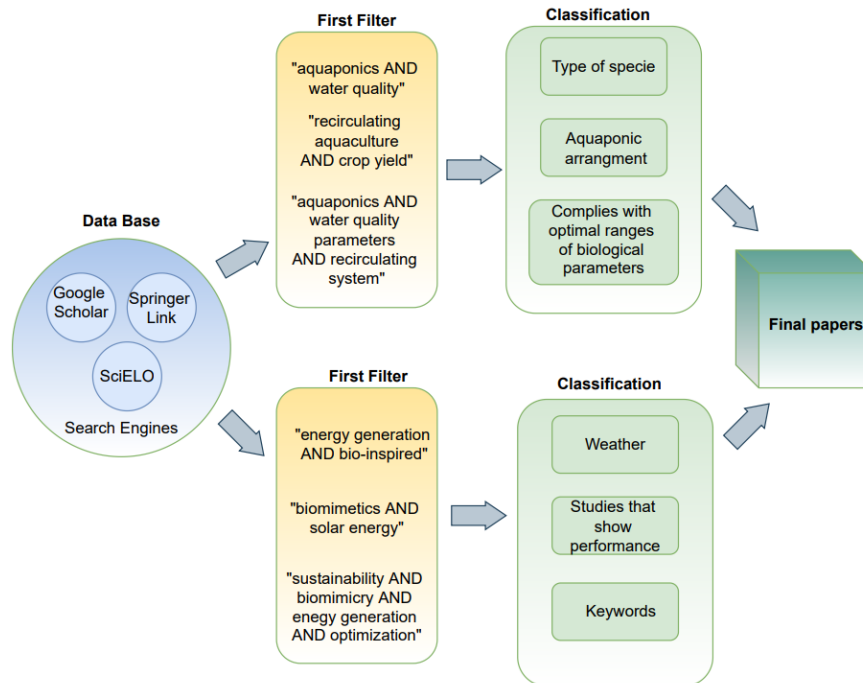 Data Base
Google
Scholar
Springer
Link
SciELO
Search Engines
First Filter
"aquaponics AND
water quality"
"recirculating
aquaculture
AND crop yield"
"aquaponics AND
water quality
parameters
AND recirculating
system"
Classification
Type of specie
Aquaponic
arrangment
Complies with
optimal ranges
of biological
parameters
First Filter
"energy generation
AND bio-inspired"
"biomimetics AND
solar energy"
"sustainability AND
biomimicry AND
enegy generation
AND optimization"
Classification
Weather
Studies that
show
performance
Keywords
Final papers